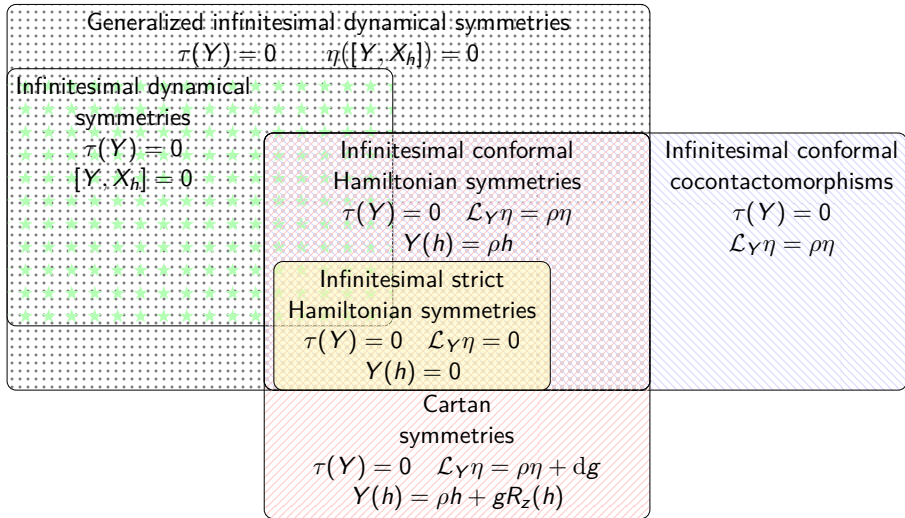 Generalized infinitesimal dynamical symmetries
τ(Y) = 0 η([Y, X_h]) = 0
Infinitesimal dynamical
symmetries
τ(Y) = 0
[Y, X_h] = 0
Infinitesimal conformal
Hamiltonian symmetries
τ(Y) = 0 ℒ_Y η = ρη
Y(h) = ρh
Infinitesimal conformal
cocontactomorphisms
τ(Y) = 0
ℒ_Y η = ρη
Infinitesimal strict
Hamiltonian symmetries
τ(Y) = 0 ℒ_Y η = 0
Y(h) = 0
Cartan
symmetries
τ(Y) = 0 ℒ_Y η = ρη + dg
Y(h) = ρh + gR_z(h)